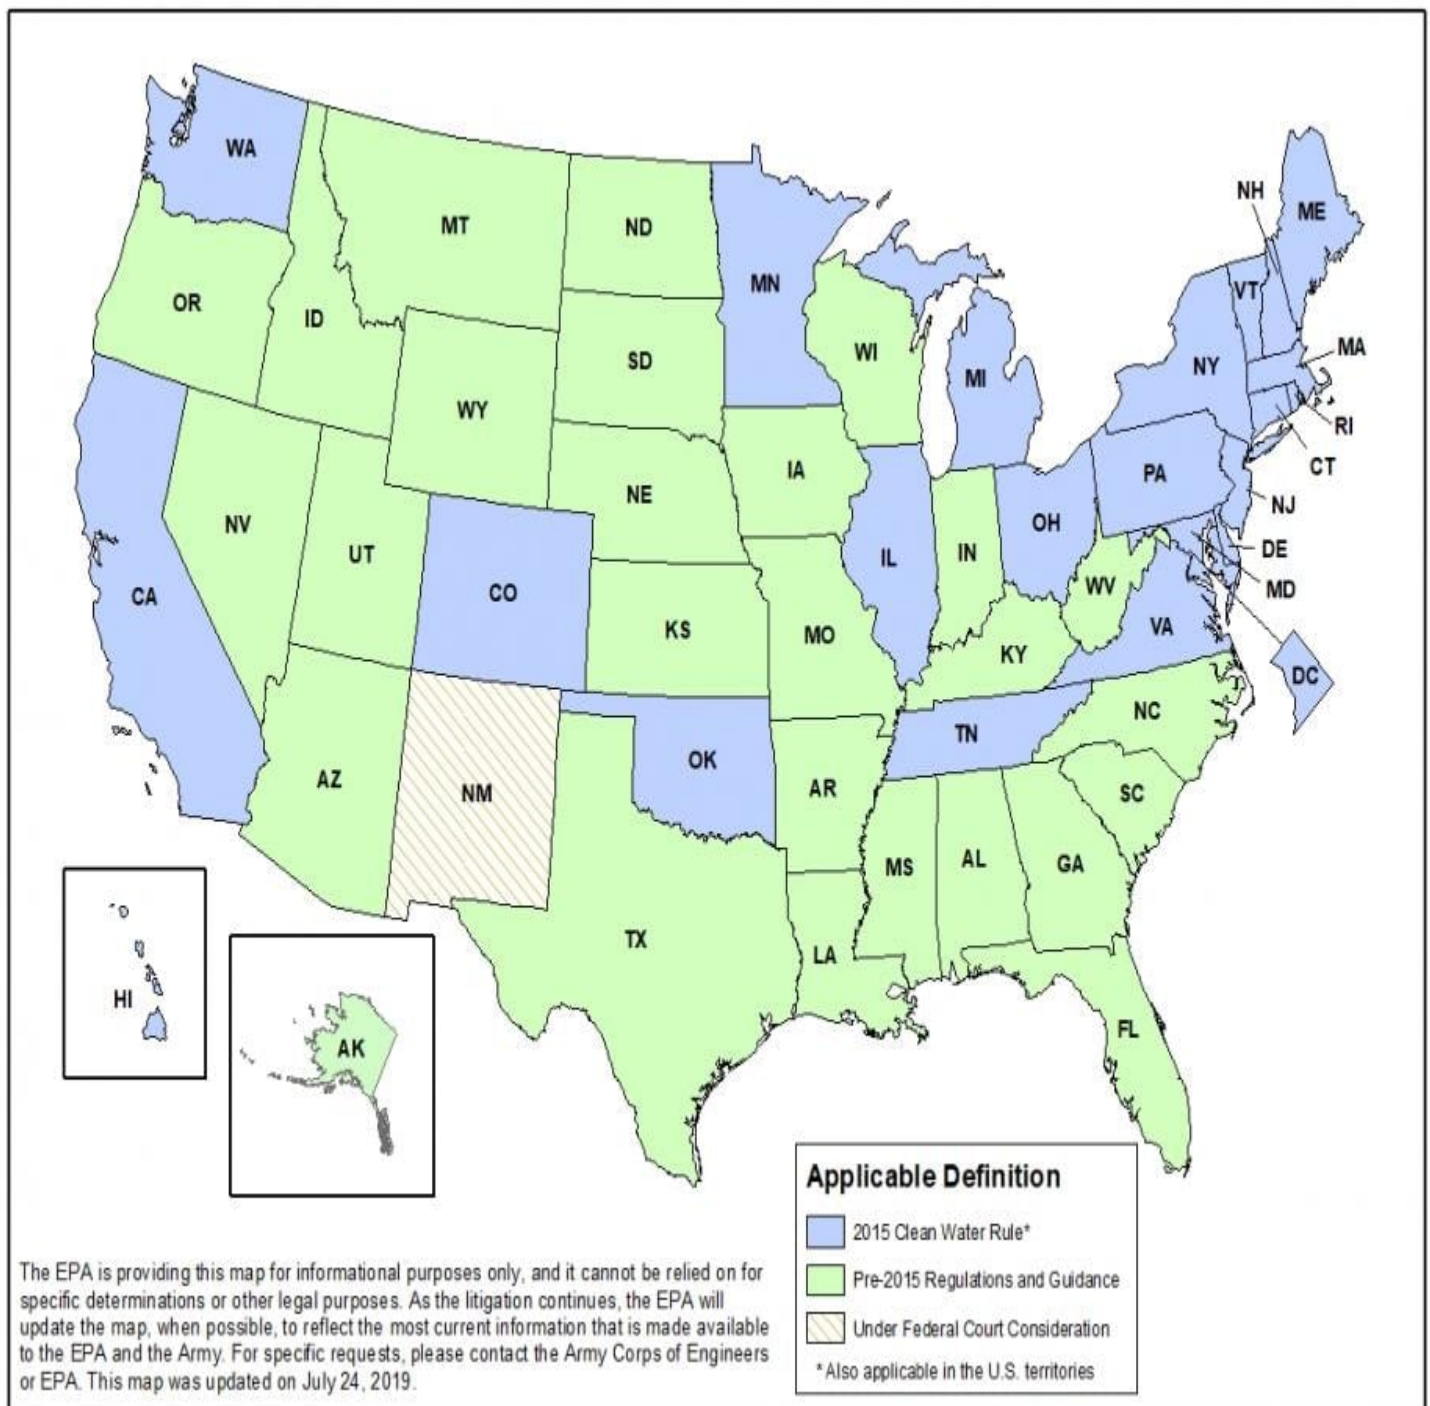 WA
NH
ME
MT
ND
MN
VT
OR
ID
WI
MA
SD
NY
MI
WY
RI
IA
PA
CT
NE
NJ
NV
OH
UT
IL
IN
DE
CO
WV
MD
CA
KS
MO
VA
KY
DC
NC
TN
OK
AZ
AR
NM
SC
MS
AL
GA
TX
LA
HI
FL
AK
Applicable Definition
2015 Clean Water Rule*
Pre-2015 Regulations and Guidance
Under Federal Court Consideration
*Also applicable in the U.S. territories
The EPA is providing this map for informational purposes only, and it cannot be relied on for
specific determinations or other legal purposes. As the litigation continues, the EPA will
update the map, when possible, to reflect the most current information that is made available
to the EPA and the Army. For specific requests, please contact the Army Corps of Engineers
or EPA. This map was updated on July 24, 2019.